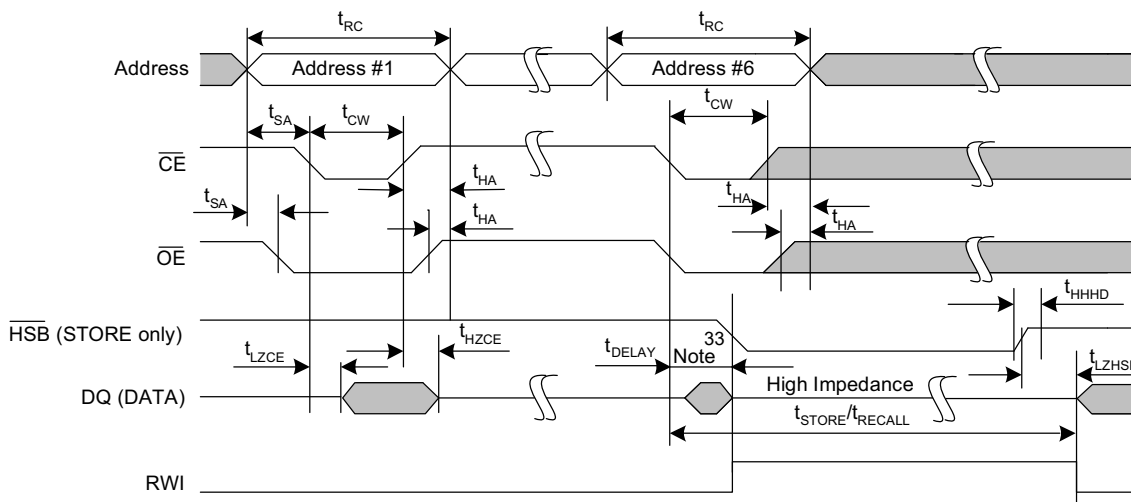 tRC tRC
Address Address #1 Address #6
tCW
tSA tCW
CE
tSA tHA tHA
tHA tHA
OE
tHHHD
HSB (STORE only)
tLZCE tHZCE tDELAY Note 33
High Impedance
DQ (DATA)
tSTORE/tRECALL
RWI